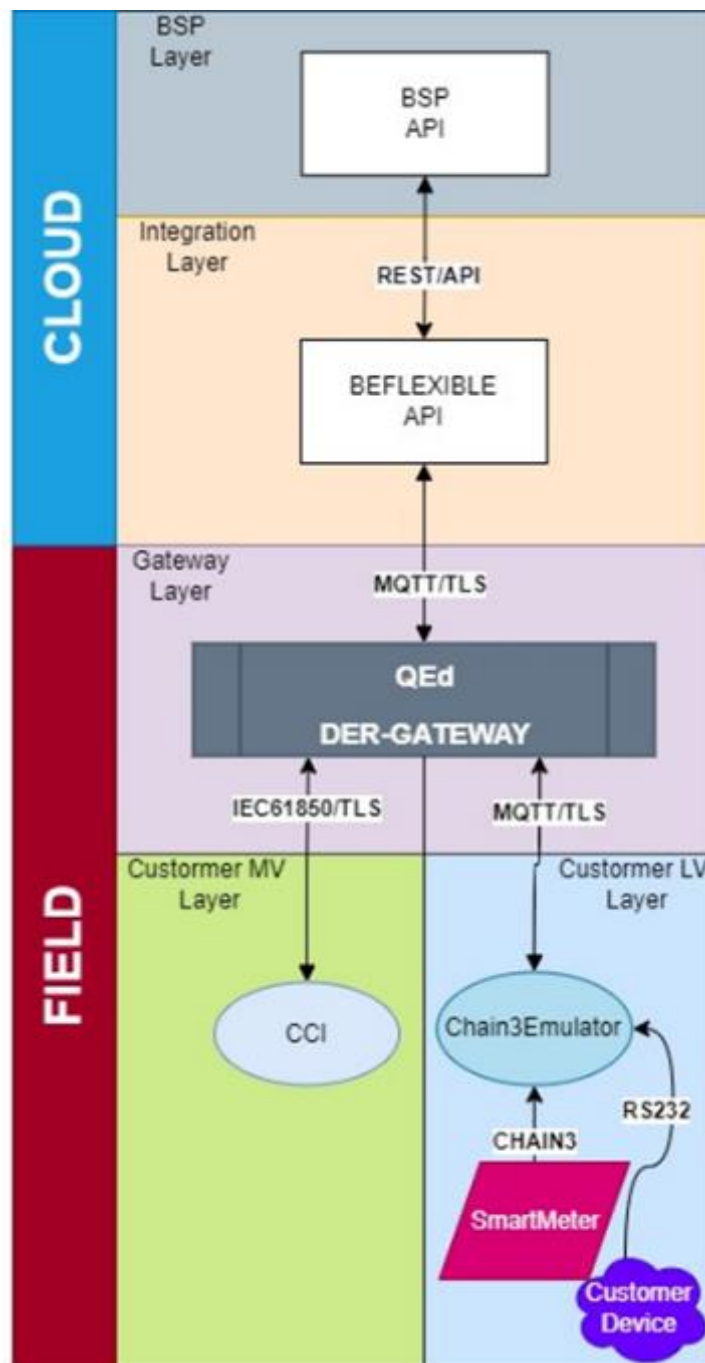 BSP
Layer
BSP
API
CLOUD
Integration
Layer
REST/API
BEFLEXIBLE
API
Gateway
Layer
MQTT/TLS
QEd
DER-GATEWAY
IEC61850/TLS
MQTT/TLS
FIELD
Custormer MV
Layer
Custormer LV
Layer
CCI
Chain3Emulator
RS232
CHAIN3
SmartMeter
Customer
Device